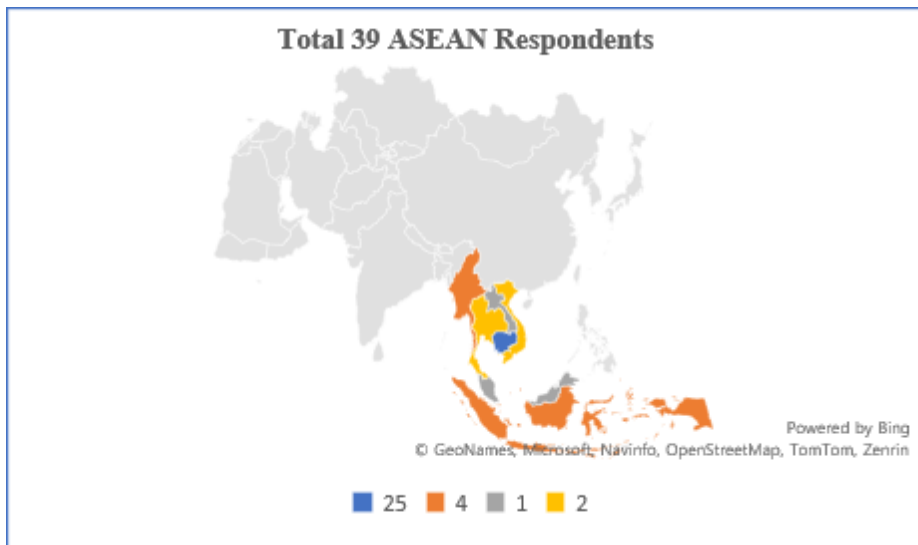 Total 39 ASEAN Respondents
Powered by Bing
© GeoNames, Microsoft, Navinfo, OpenStreetMap, TomTom, Zenrin
25 4 1 2